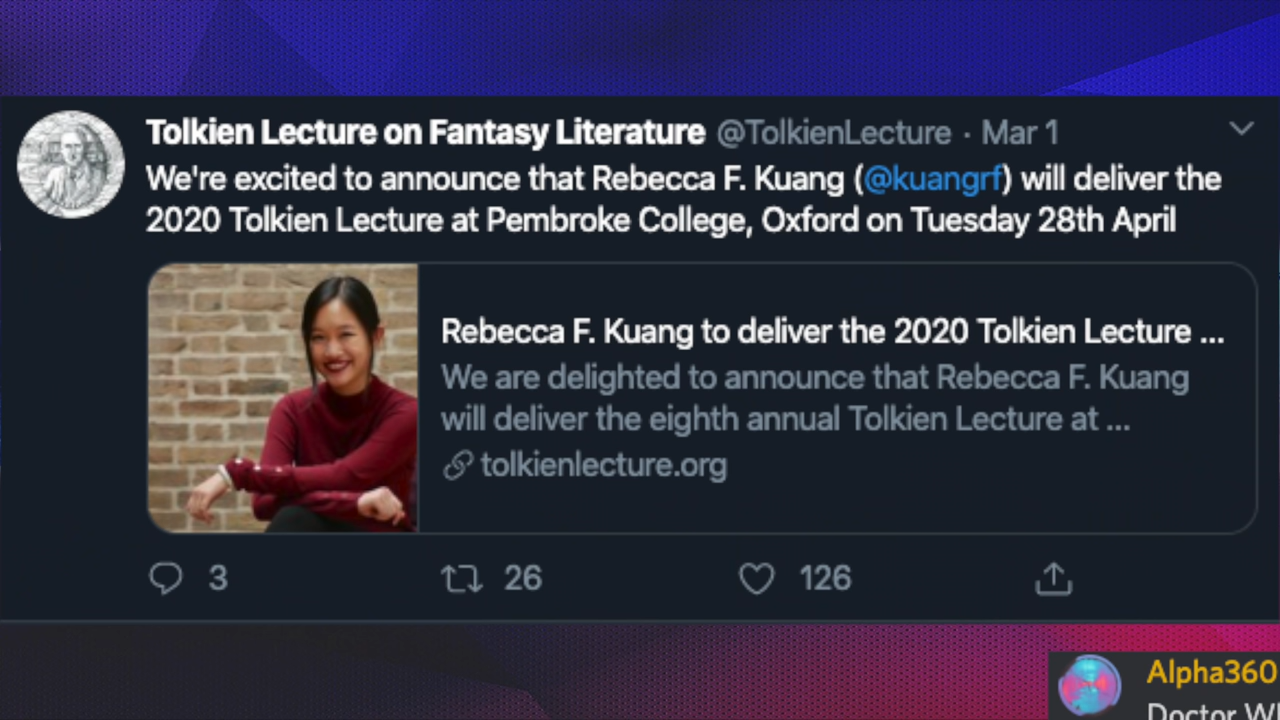 Tolkien Lecture on Fantasy Literature @TolkienLecture · Mar 1
We're excited to announce that Rebecca F. Kuang (@kuangrf) will deliver the
2020 Tolkien Lecture at Pembroke College, Oxford on Tuesday 28th April
Rebecca F. Kuang to deliver the 2020 Tolkien Lecture ...
We are delighted to announce that Rebecca F. Kuang
will deliver the eighth annual Tolkien Lecture at ...
tolkienlecture.org
3 26 126
Alpha360
Doctor